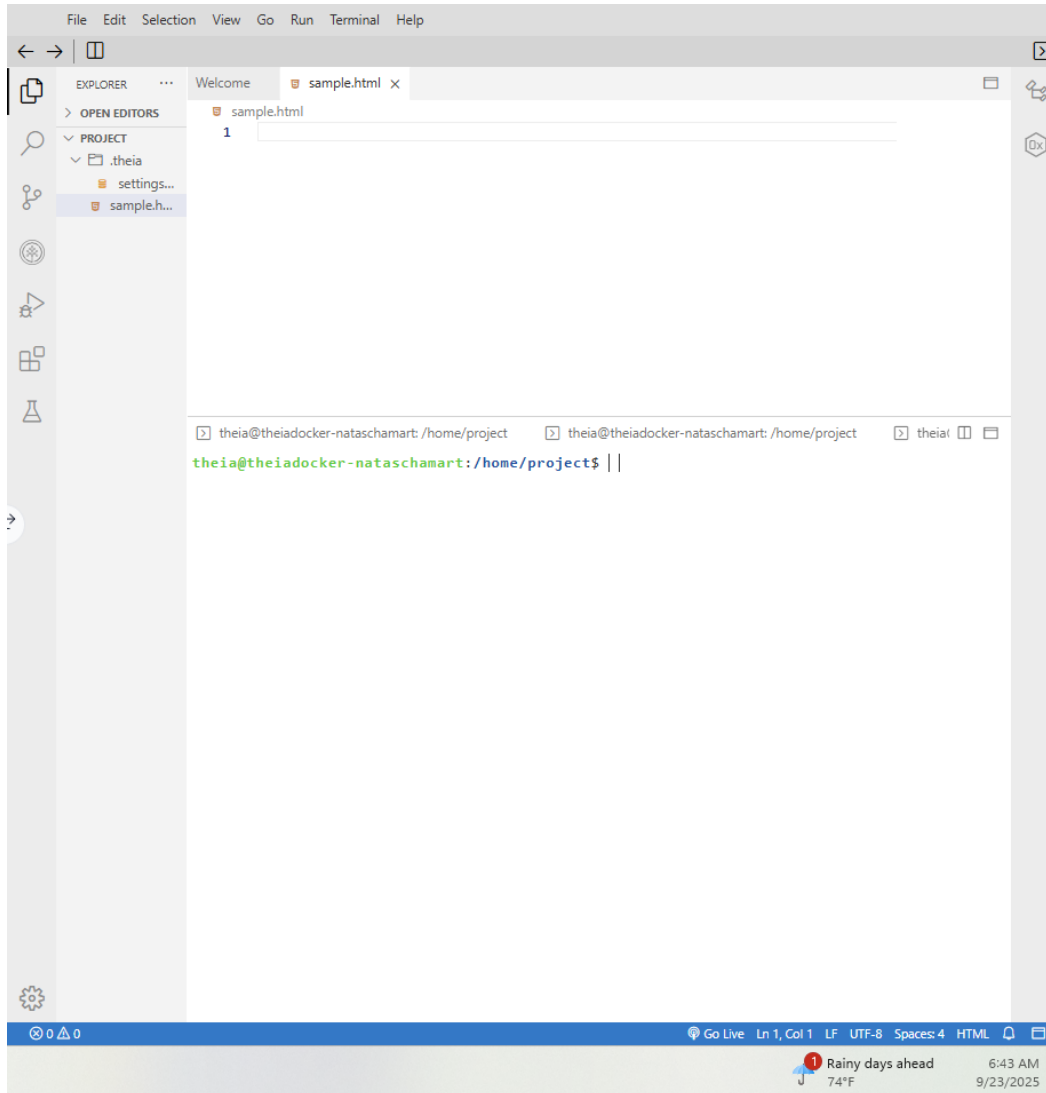 File Edit Selection View Go Run Terminal Help
EXPLORER ...
Welcome sample.html
OPEN EDITORS
sample.html
PROJECT
1
.theia
settings...
sample.h...
0x
theia@theiadocker-nataschamart: /home/project theia@theiadocker-nataschamart: /home/project theia(
theia@theiadocker-nataschamart:/home/project$
0 0 Go Live Ln 1, Col 1 LF UTF-8 Spaces: 4 HTML
1 Rainy days ahead 6:43 AM
74°F 9/23/2025